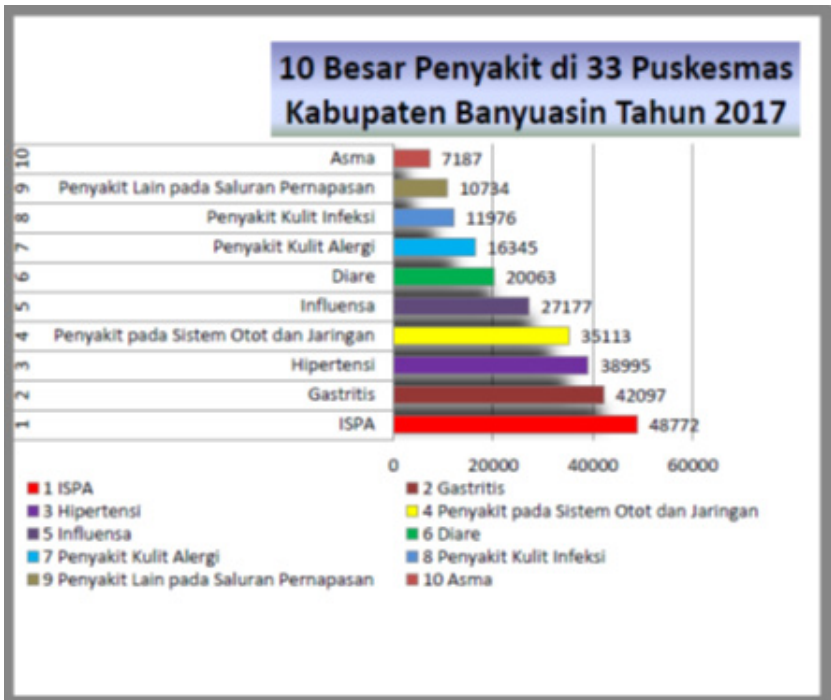 10 Besar Penyakit di 33 Puskesmas
Kabupaten Banyuasin Tahun 2017
10 Asma 7187
9 Penyakit Lain pada Saluran Pernapasan 10734
8 Penyakit Kulit Infeksi 11976
7 Penyakit Kulit Alergi 16345
6 Diare 20063
5 Influensa 27177
4 Penyakit pada Sistem Otot dan Jaringan 35113
3 Hipertensi 38995
2 Gastritis 42097
1 ISPA 48772
0 20000 40000 60000
1 ISPA 2 Gastritis
3 Hipertensi 4 Penyakit pada Sistem Otot dan Jaringan
5 Influensa 6 Diare
7 Penyakit Kulit Alergi 8 Penyakit Kulit Infeksi
9 Penyakit Lain pada Saluran Pernapasan 10 Asma